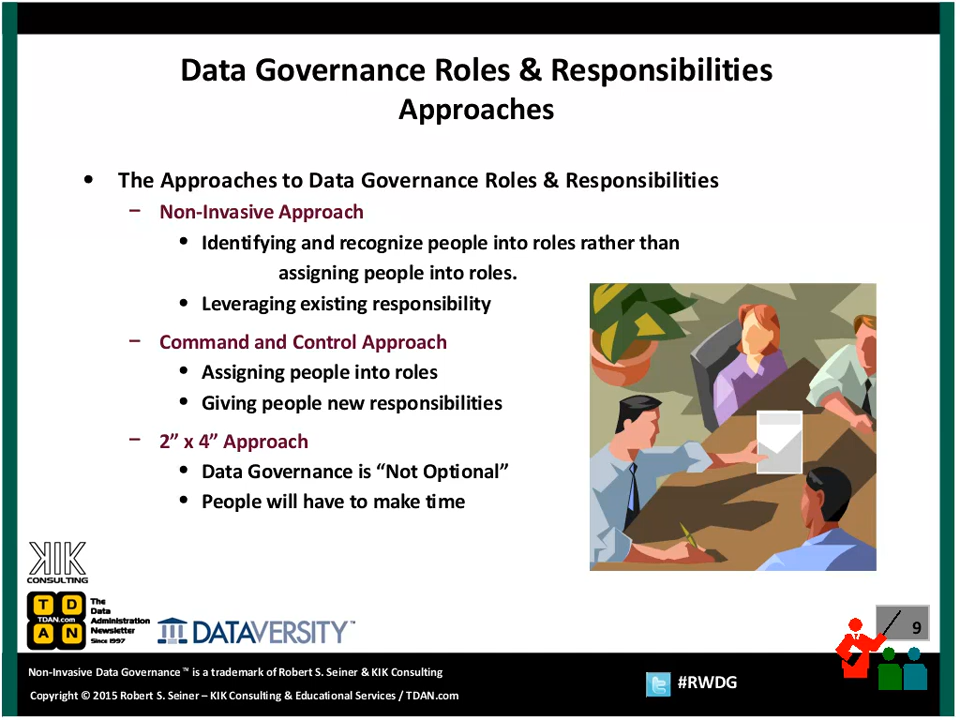 Data Governance Roles & Responsibilities
Approaches
• The Approaches to Data Governance Roles & Responsibilities
– Non-Invasive Approach
• Identifying and recognize people into roles rather than
assigning people into roles.
• Leveraging existing responsibility
– Command and Control Approach
• Assigning people into roles
• Giving people new responsibilities
– 2” x 4” Approach
• Data Governance is “Not Optional”
• People will have to make time
KIK
CONSULTING
T D
TDAN.com
A N
The
Data
Administration
Newsletter
Since 1997
DATAVERSITY™
9
Non-Invasive Data Governance™ is a trademark of Robert S. Seiner & KIK Consulting
Copyright © 2015 Robert S. Seiner – KIK Consulting & Educational Services / TDAN.com
#RWDG